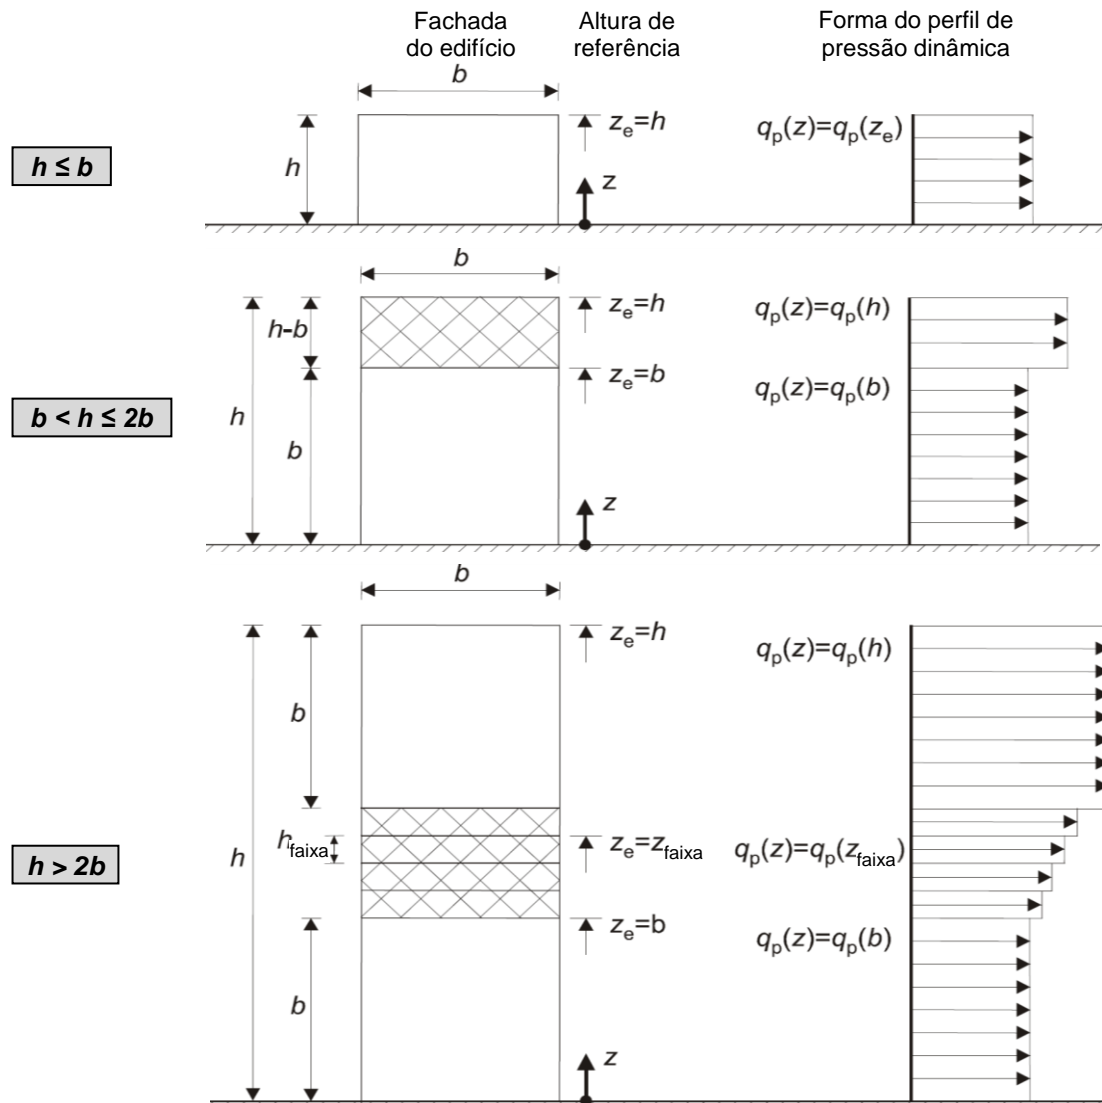 Fachada
do edifício
Altura de
referência
Forma do perfil de
pressão dinâmica
h ≤ b
b
h
z_e=h
z
q_p(z)=q_p(z_e)
b < h ≤ 2b
b
h-b
h
b
z_e=h
z_e=b
z
q_p(z)=q_p(h)
q_p(z)=q_p(b)
h > 2b
b
h
b
h_faixa
b
z_e=h
z_e=z_faixa
z_e=b
z
q_p(z)=q_p(h)
q_p(z)=q_p(z_faixa)
q_p(z)=q_p(b)